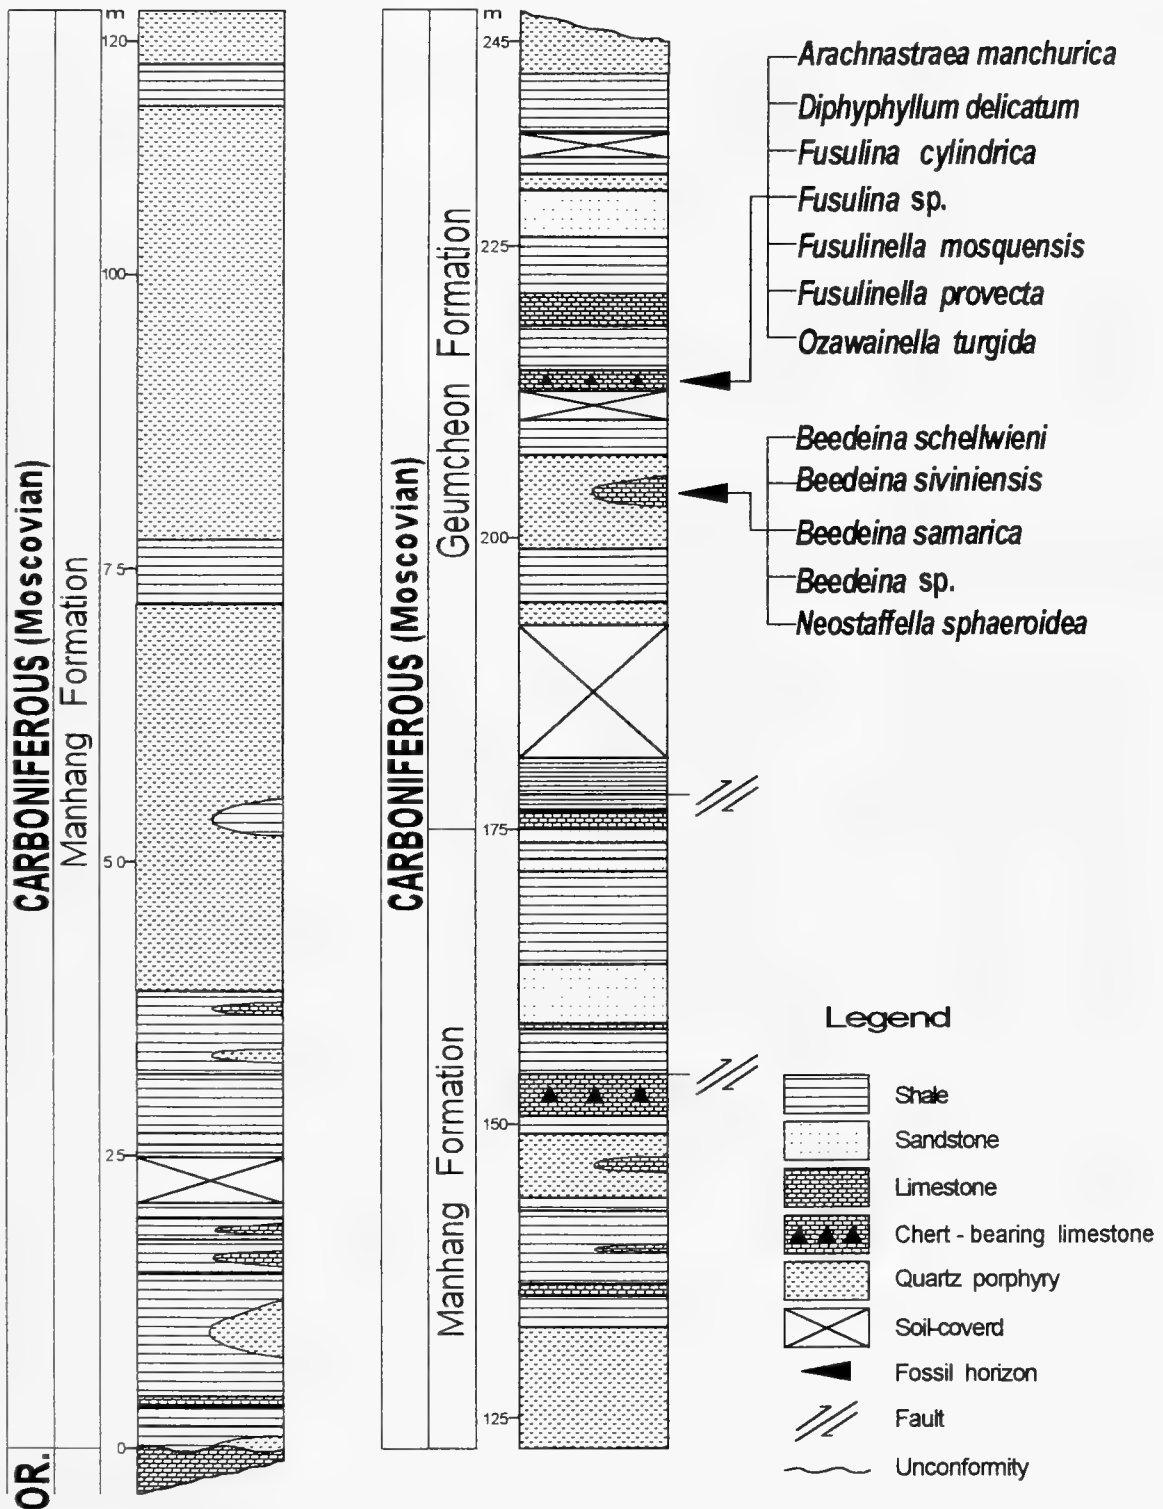 m
120
100
75
50
25
0
CARBONIFEROUS (Moscovian)
Manhang Formation
OR.
m
245
225
200
175
150
125
CARBONIFEROUS (Moscovian)
Geumcheon Formation
Manhang Formation
Arachnastraea manchurica
Diphyphyllum delicatum
Fusulina cylindrica
Fusulina sp.
Fusulinella mosquensis
Fusulinella provecta
Ozawainella turgida
Beedeina schellwieni
Beedeina siviniensis
Beedeina samarica
Beedeina sp.
Neostaffella sphaeroidea
Legend
Shale
Sandstone
Limestone
Chert - bearing limestone
Quartz porphyry
Soil-coverd
Fossil horizon
Fault
Unconformity